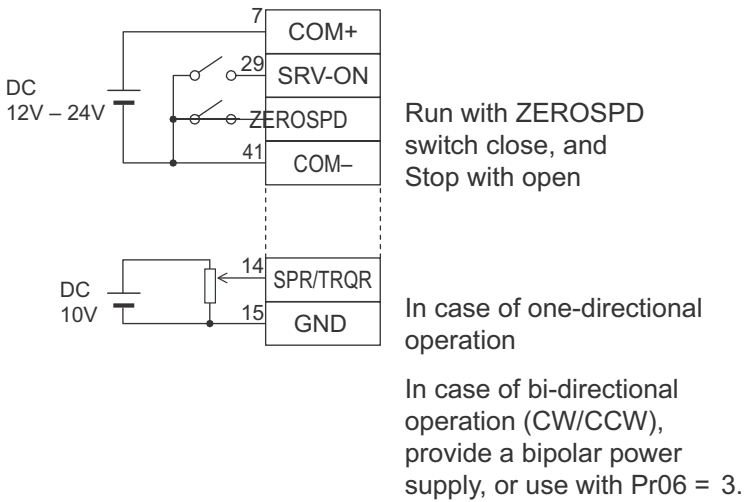 7
COM+
29
SRV-ON
DC
12V – 24V
ZEROSPD
41
COM–
Run with ZEROSPD
switch close, and
Stop with open
14
SPR/TRQR
DC
10V
15
GND
In case of one-directional
operation
In case of bi-directional
operation (CW/CCW),
provide a bipolar power
supply, or use with Pr06 = 3.